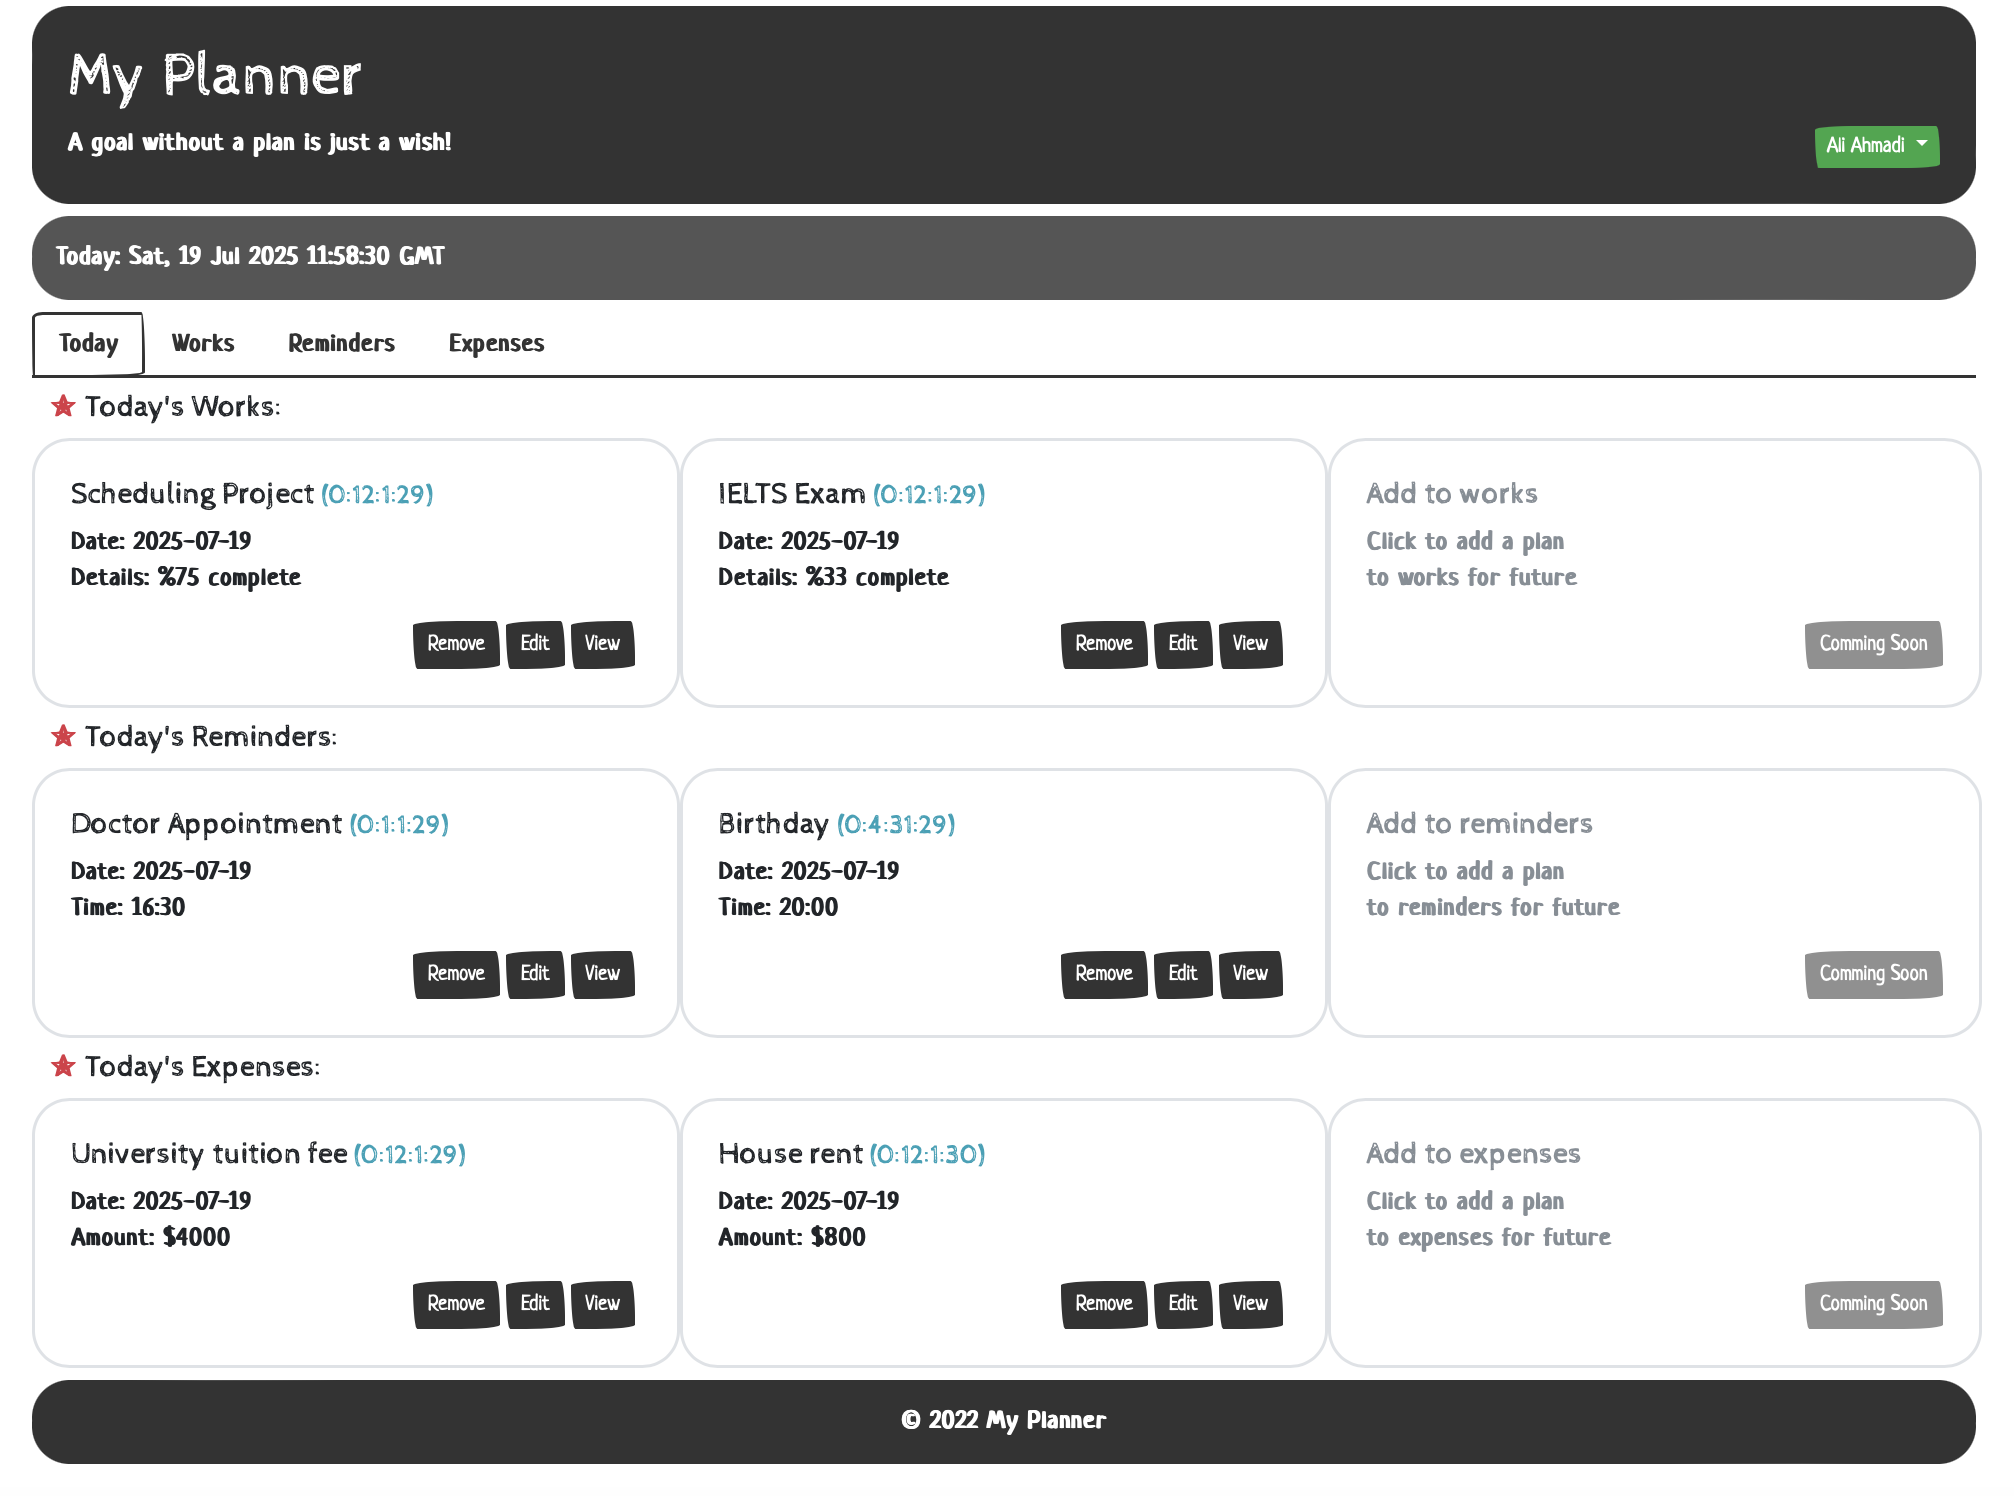 My Planner
A goal without a plan is just a wish!
Ali Ahmadi
Today: Sat, 19 Jul 2025 11:58:30 GMT
Today Works Reminders Expenses
Today's Works:
Scheduling Project (0:12:1:29)
Date: 2025-07-19
Details: %75 complete
Remove Edit View
IELTS Exam (0:12:1:29)
Date: 2025-07-19
Details: %33 complete
Remove Edit View
Add to works
Click to add a plan
to works for future
Comming Soon
Today's Reminders:
Doctor Appointment (0:1:1:29)
Date: 2025-07-19
Time: 16:30
Remove Edit View
Birthday (0:4:31:29)
Date: 2025-07-19
Time: 20:00
Remove Edit View
Add to reminders
Click to add a plan
to reminders for future
Comming Soon
Today's Expenses:
University tuition fee (0:12:1:29)
Date: 2025-07-19
Amount: $4000
Remove Edit View
House rent (0:12:1:30)
Date: 2025-07-19
Amount: $800
Remove Edit View
Add to expenses
Click to add a plan
to expenses for future
Comming Soon
© 2022 My Planner